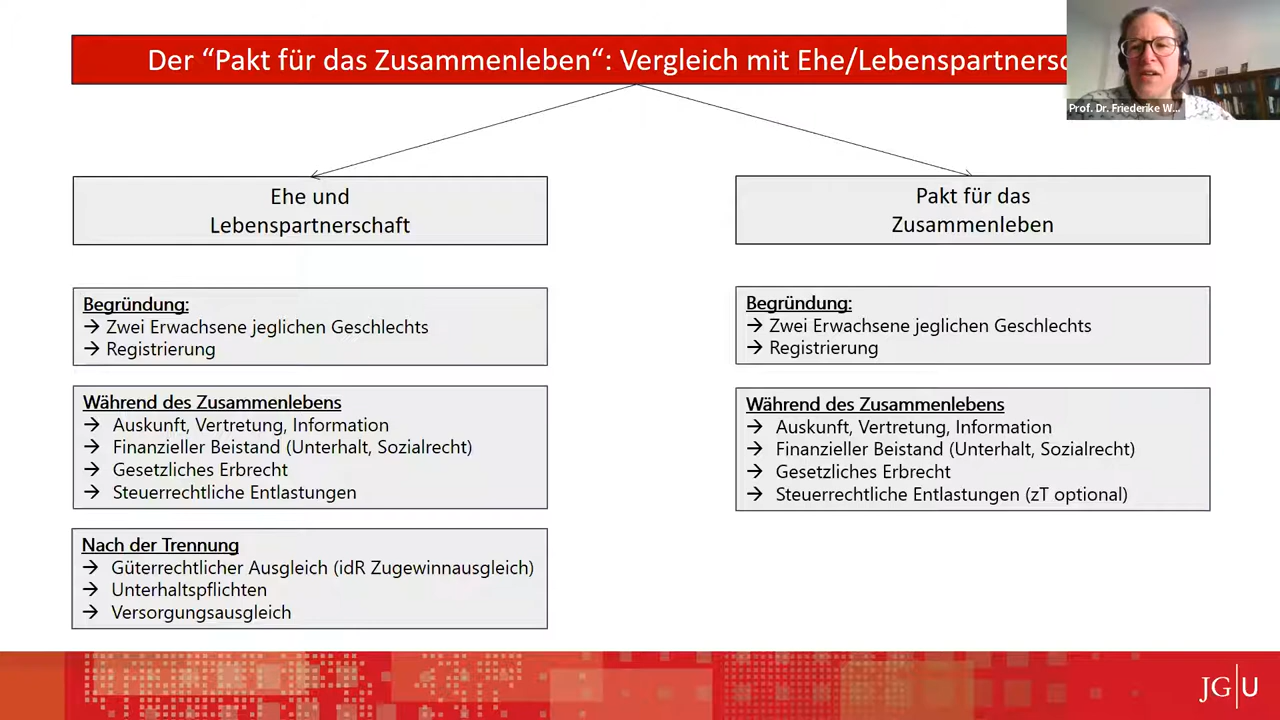 Der “Pakt für das Zusammenleben“: Vergleich mit Ehe/
Prof. Dr. Friederike W...
Ehe und
Lebenspartnerschaft
Begründung:
→ Zwei Erwachsene jeglichen Geschlechts
→ Registrierung
Während des Zusammenlebens
→ Auskunft, Vertretung, Information
→ Finanzieller Beistand (Unterhalt, Sozialrecht)
→ Gesetzliches Erbrecht
→ Steuerrechtliche Entlastungen
Nach der Trennung
→ Güterrechtlicher Ausgleich (idR Zugewinnausgleich)
→ Unterhaltspflichten
→ Versorgungsausgleich
Pakt für das
Zusammenleben
Begründung:
→ Zwei Erwachsene jeglichen Geschlechts
→ Registrierung
Während des Zusammenlebens
→ Auskunft, Vertretung, Information
→ Finanzieller Beistand (Unterhalt, Sozialrecht)
→ Gesetzliches Erbrecht
→ Steuerrechtliche Entlastungen (zT optional)
JG|U